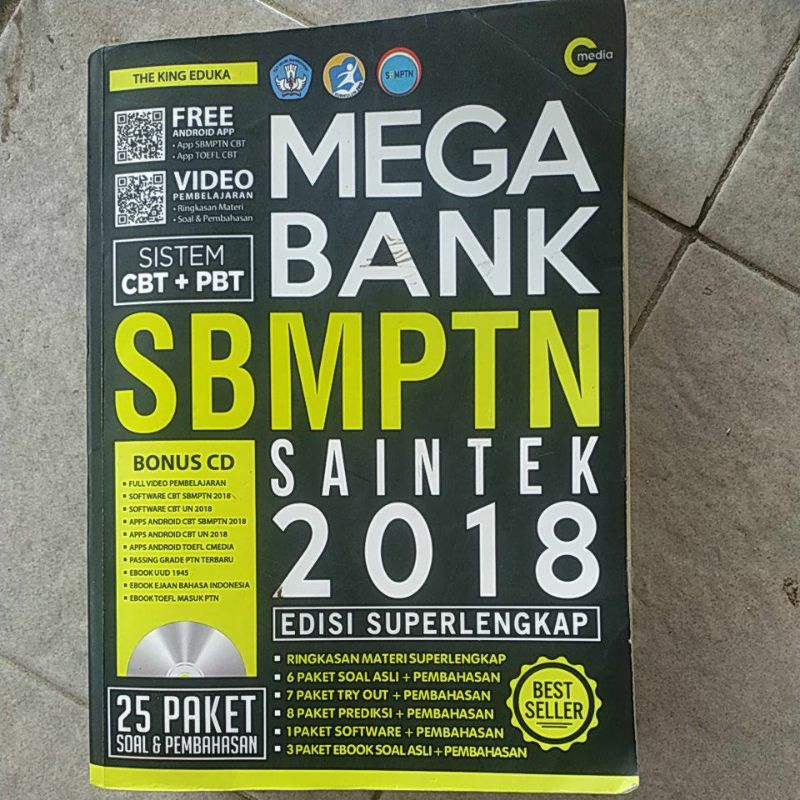 THE KING EDUKA
SBMPTN
C media
FREE
ANDROID APP
• App SBMPTN CBT
• App TOEFL CBT
VIDEO
PEMBELAJARAN
• Ringkasan Materi
• Soal & Pembahasan
SISTEM
CBT + PBT
MEGA
BANK
SBMPTN
SAINTEK
2018
EDISI SUPERLENGKAP
BONUS CD
▪ FULL VIDEO PEMBELAJARAN
▪ SOFTWARE CBT SBMPTN 2018
▪ SOFTWARE CBT UN 2018
▪ APPS ANDROID CBT SBMPTN 2018
▪ APPS ANDROID CBT UN 2018
▪ APPS ANDROID TOEFL CMEDIA
▪ PASSING GRADE PTN TERBARU
▪ EBOOK UUD 1945
▪ EBOOK EJAAN BAHASA INDONESIA
▪ EBOOK TOEFL MASUK PTN
25 PAKET
SOAL & PEMBAHASAN
▪ RINGKASAN MATERI SUPERLENGKAP
▪ 6 PAKET SOAL ASLI + PEMBAHASAN
▪ 7 PAKET TRY OUT + PEMBAHASAN
▪ 8 PAKET PREDIKSI + PEMBAHASAN
▪ 1 PAKET SOFTWARE + PEMBAHASAN
▪ 3 PAKET EBOOK SOAL ASLI + PEMBAHASAN
BEST
SELLER